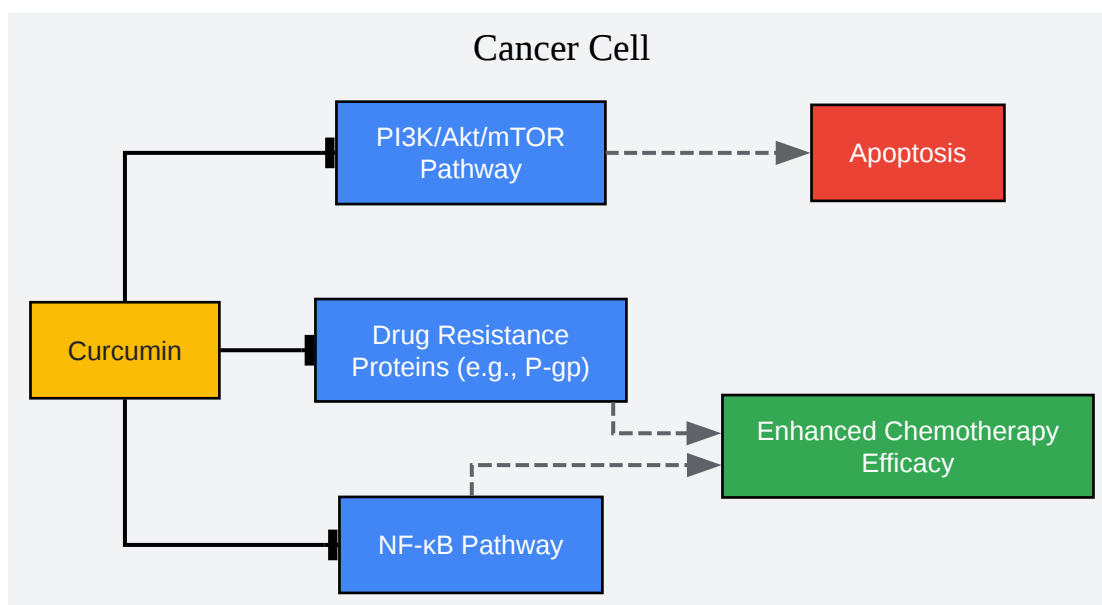 Cancer Cell
PI3K/Akt/mTOR
Pathway
Apoptosis
Curcumin
Drug Resistance
Proteins (e.g., P-gp)
Enhanced Chemotherapy
Efficacy
NF-κB Pathway